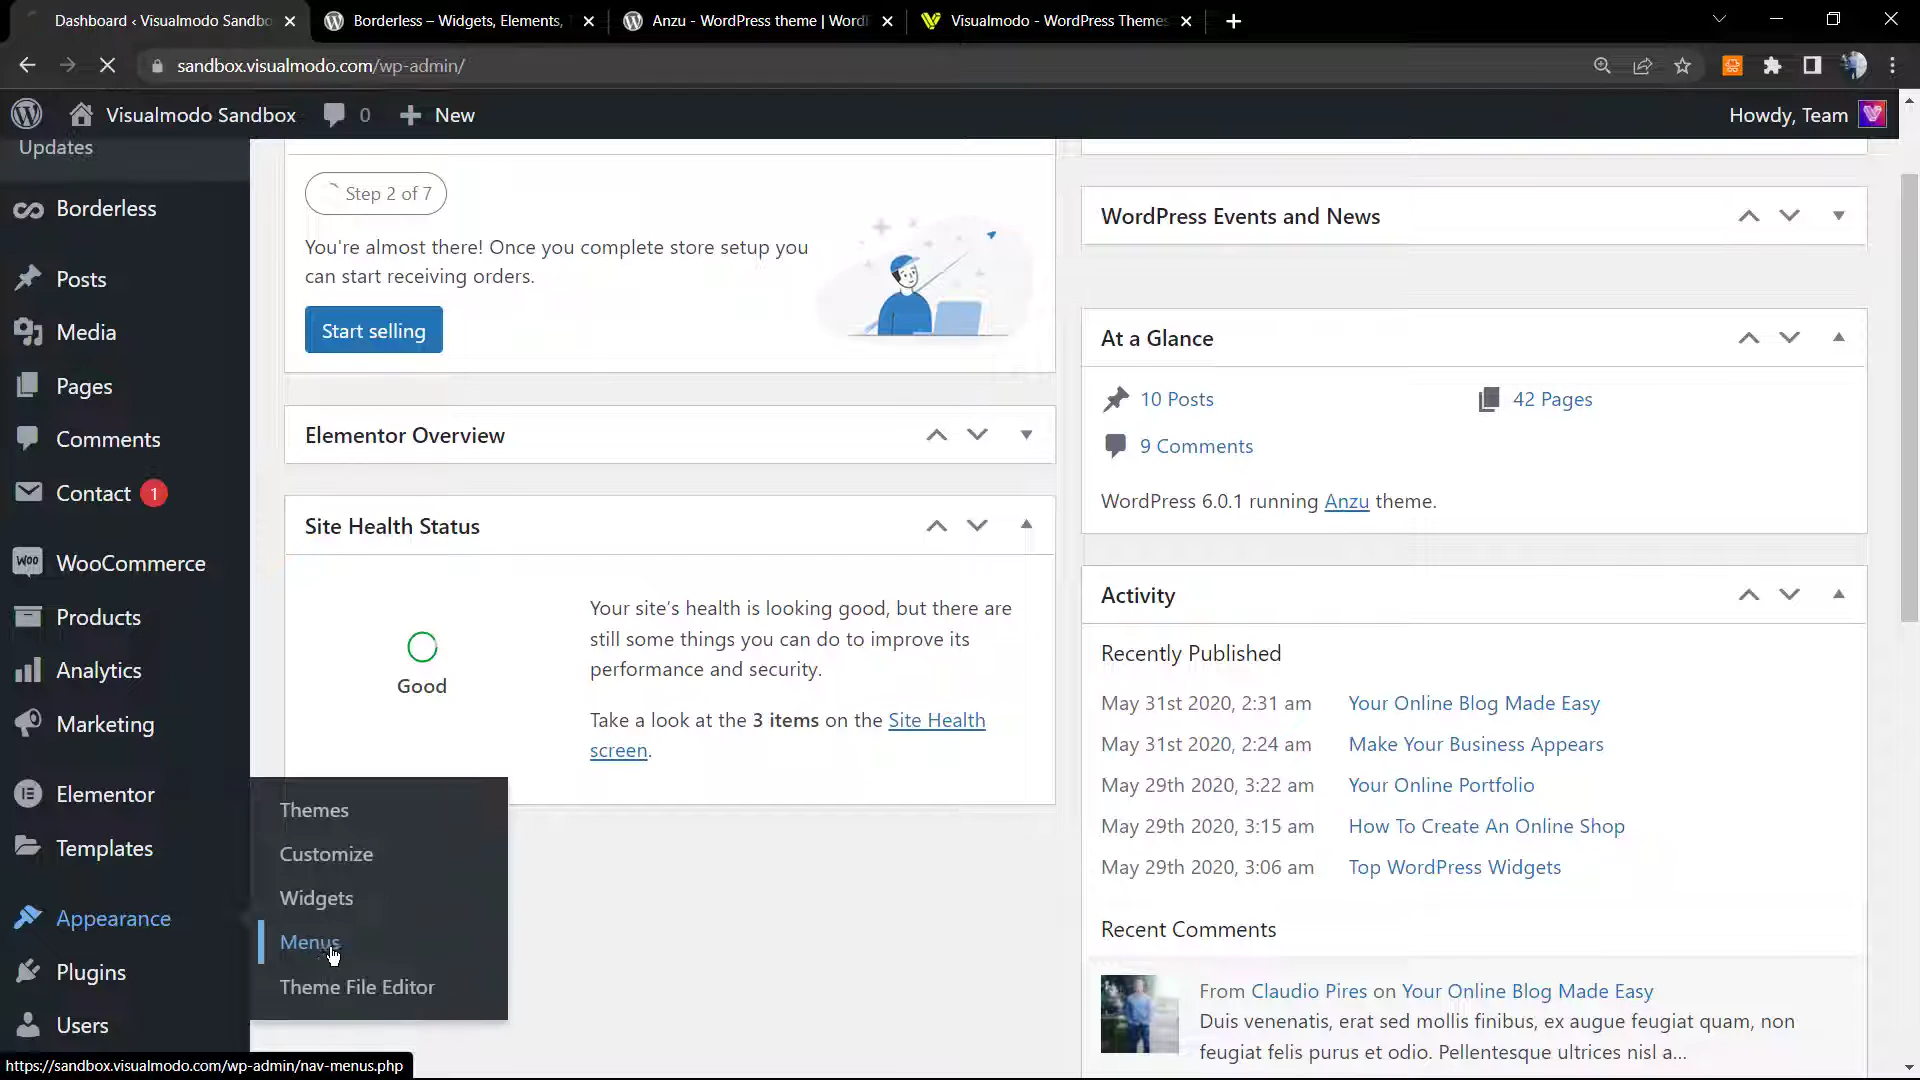 Dashboard ‹ Visualmodo Sandbo
Borderless – Widgets, Elements,
Anzu - WordPress theme | Word
Visualmodo - WordPress Themes
sandbox.visualmodo.com/wp-admin/
Visualmodo Sandbox
0
New
Howdy, Team
Updates
Borderless
Posts
Media
Pages
Comments
Contact 1
WooCommerce
Products
Analytics
Marketing
Elementor
Templates
Appearance
Plugins
Users
Themes
Customize
Widgets
Menus
Theme File Editor
https://sandbox.visualmodo.com/wp-admin/nav-menus.php
Step 2 of 7
You're almost there! Once you complete store setup you
can start receiving orders.
Start selling
Elementor Overview
Site Health Status
Good
Your site's health is looking good, but there are
still some things you can do to improve its
performance and security.
Take a look at the 3 items on the Site Health
screen.
WordPress Events and News
At a Glance
10 Posts
42 Pages
9 Comments
WordPress 6.0.1 running Anzu theme.
Activity
Recently Published
May 31st 2020, 2:31 am Your Online Blog Made Easy
May 31st 2020, 2:24 am Make Your Business Appears
May 29th 2020, 3:22 am Your Online Portfolio
May 29th 2020, 3:15 am How To Create An Online Shop
May 29th 2020, 3:06 am Top WordPress Widgets
Recent Comments
From Claudio Pires on Your Online Blog Made Easy
Duis venenatis, erat sed mollis finibus, ex augue feugiat quam, non
feugiat felis purus et odio. Pellentesque ultrices nisl a...